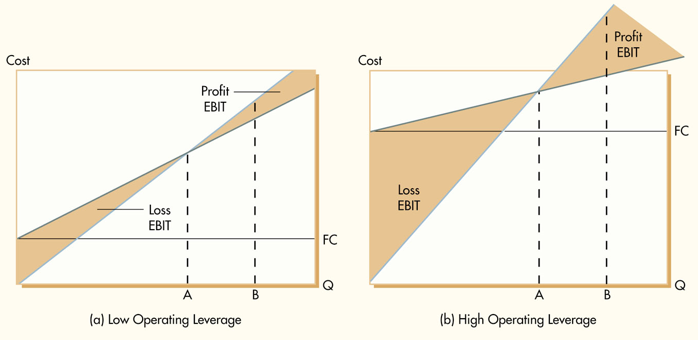 Cost
Profit
EBIT
Loss
EBIT
FC
Q
A
B
(a) Low Operating Leverage
Cost
Profit
EBIT
Loss
EBIT
FC
Q
A
B
(b) High Operating Leverage